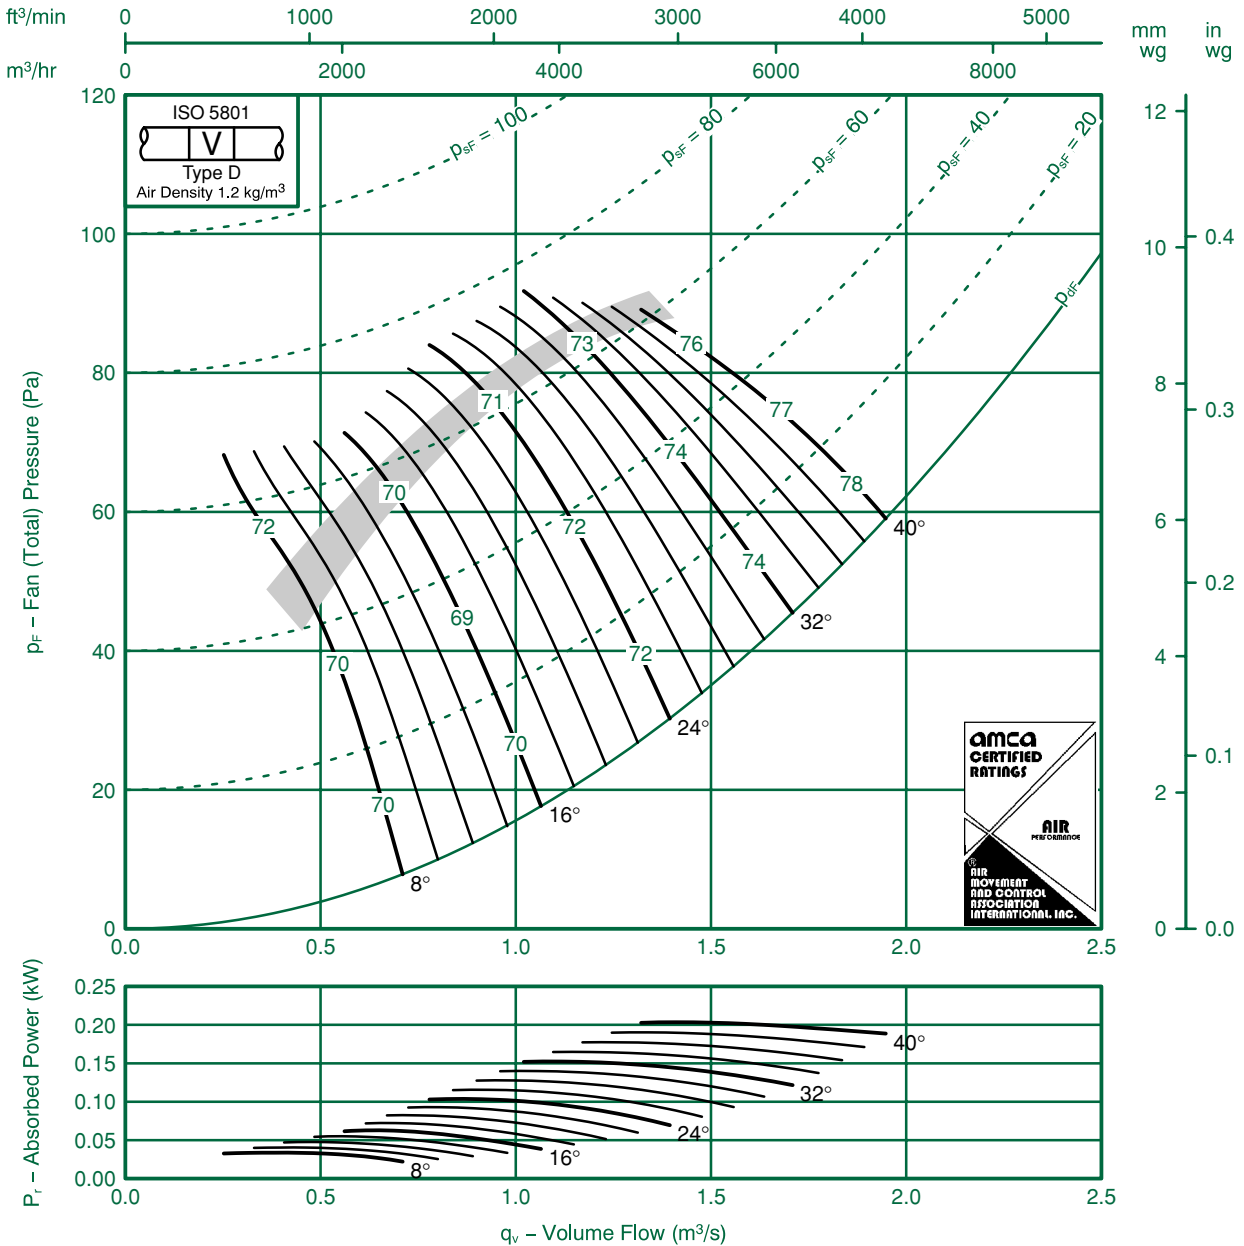 ft³/min 0 1000 2000 3000 4000 5000
mm wg
in wg
m³/hr 0 2000 4000 6000 8000
ISO 5801
V
Type D
Air Density 1.2 kg/m³
psF = 100
psF = 80
psF = 60
psF = 40
psF = 20
pdF
pF – Fan (Total) Pressure (Pa)
120
100
80
60
40
20
0
12
10
8
6
4
2
0
0.4
0.3
0.2
0.1
0.0
73
76
71
77
74
70
78
72
72
40°
74
69
32°
70
72
24°
70
70
16°
8°
amca
CERTIFIED
RATINGS
AIR
PERFORMANCE
®
AIR
MOVEMENT
AND CONTROL
ASSOCIATION
INTERNATIONAL, INC.
0.0 0.5 1.0 1.5 2.0 2.5
Pr – Absorbed Power (kW)
0.25
0.20
0.15
0.10
0.05
0.00
40°
32°
24°
16°
8°
0.0 0.5 1.0 1.5 2.0 2.5
qv – Volume Flow (m³/s)